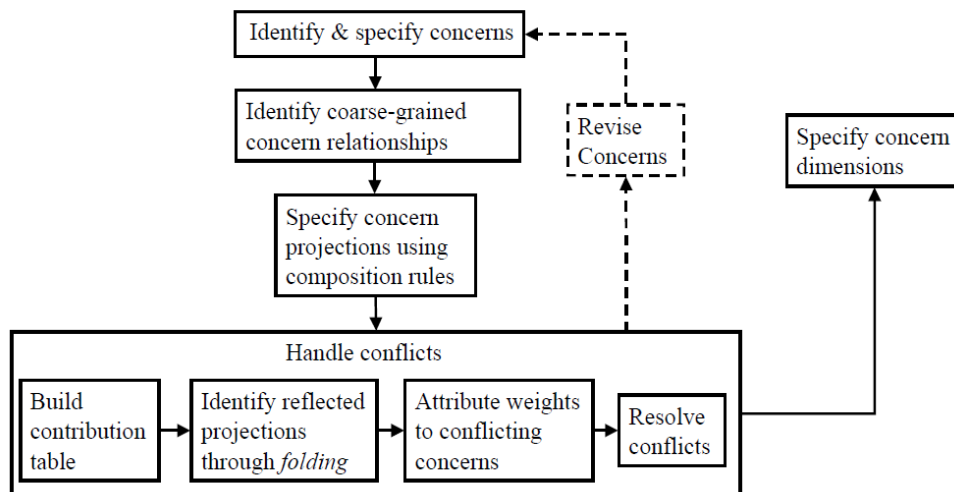 Identify & specify concerns
Identify coarse-grained
concern relationships
Revise
Concerns
Specify concern
dimensions
Specify concern
projections using
composition rules
Handle conflicts
Build
contribution
table
Identify reflected
projections
through folding
Attribute weights
to conflicting
concerns
Resolve
conflicts